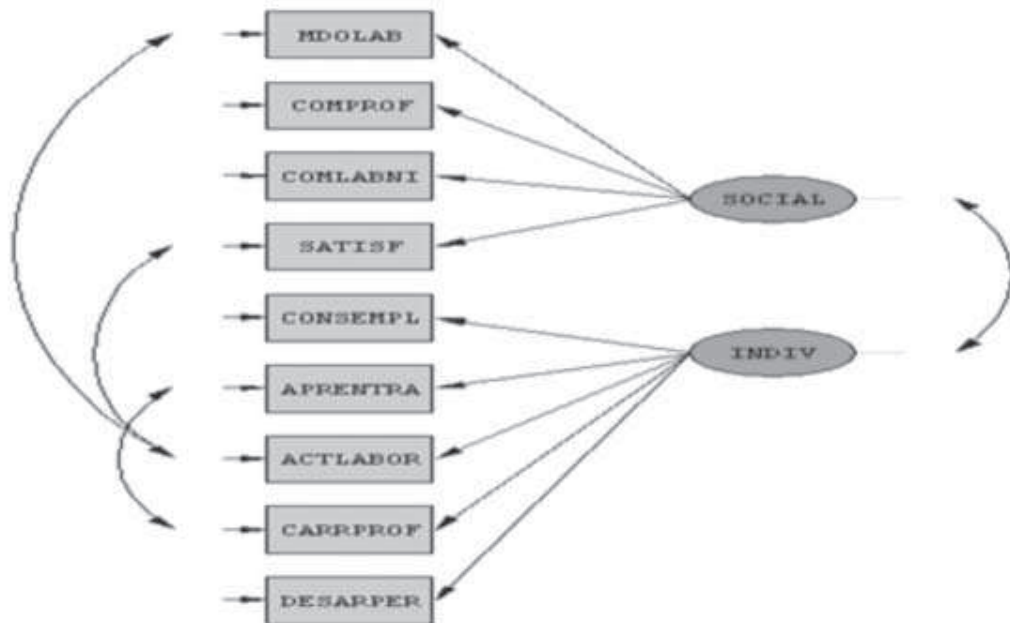 MDOLAB
COMPROF
COMLABNI
SOCIAL
SATISF
CONSEMPL
INDIV
APRENTRA
ACTLABOR
CARRPROF
DESARPER